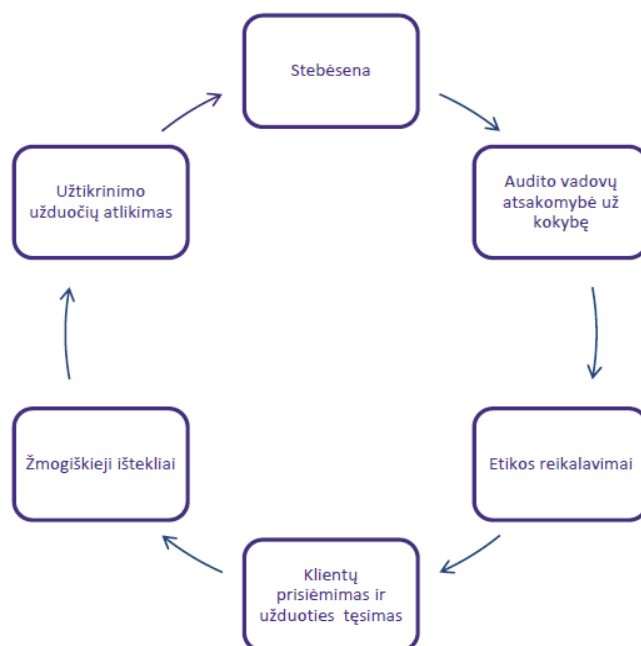 Stebėsena
Audito vadovų
atsakomybė už
kokybę
Etikos reikalavimai
Klientų
prisiėmimas ir
užduoties tęsimas
Žmogiškieji ištekliai
Užtikrinimo
užduočių atlikimas